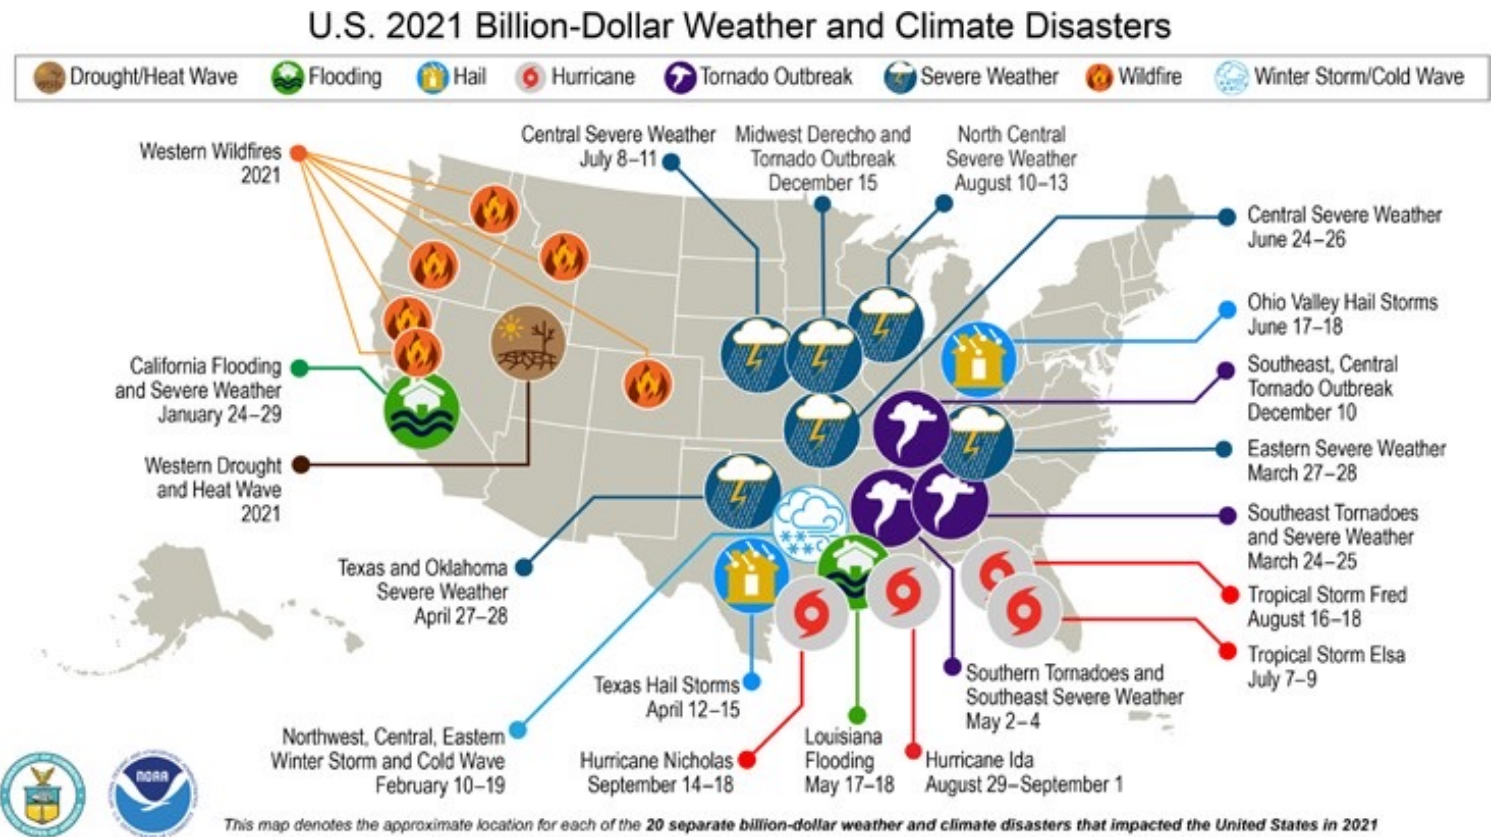 U.S. 2021 Billion-Dollar Weather and Climate Disasters
Drought/Heat Wave Flooding Hail Hurricane Tornado Outbreak Severe Weather Wildfire Winter Storm/Cold Wave
Western Wildfires
2021
Central Severe Weather
July 8–11
Midwest Derecho and
Tornado Outbreak
December 15
North Central
Severe Weather
August 10–13
Central Severe Weather
June 24–26
Ohio Valley Hail Storms
June 17–18
Southeast, Central
Tornado Outbreak
December 10
Eastern Severe Weather
March 27–28
Southeast Tornadoes
and Severe Weather
March 24–25
Tropical Storm Fred
August 16–18
Tropical Storm Elsa
July 7–9
California Flooding
and Severe Weather
January 24–29
Western Drought
and Heat Wave
2021
Texas and Oklahoma
Severe Weather
April 27–28
Texas Hail Storms
April 12–15
Northwest, Central, Eastern
Winter Storm and Cold Wave
February 10–19
Hurricane Nicholas
September 14–18
Louisiana
Flooding
May 17–18
Hurricane Ida
August 29–September 1
Southern Tornadoes and
Southeast Severe Weather
May 2–4
NOAA
This map denotes the approximate location for each of the 20 separate billion-dollar weather and climate disasters that impacted the United States in 2021